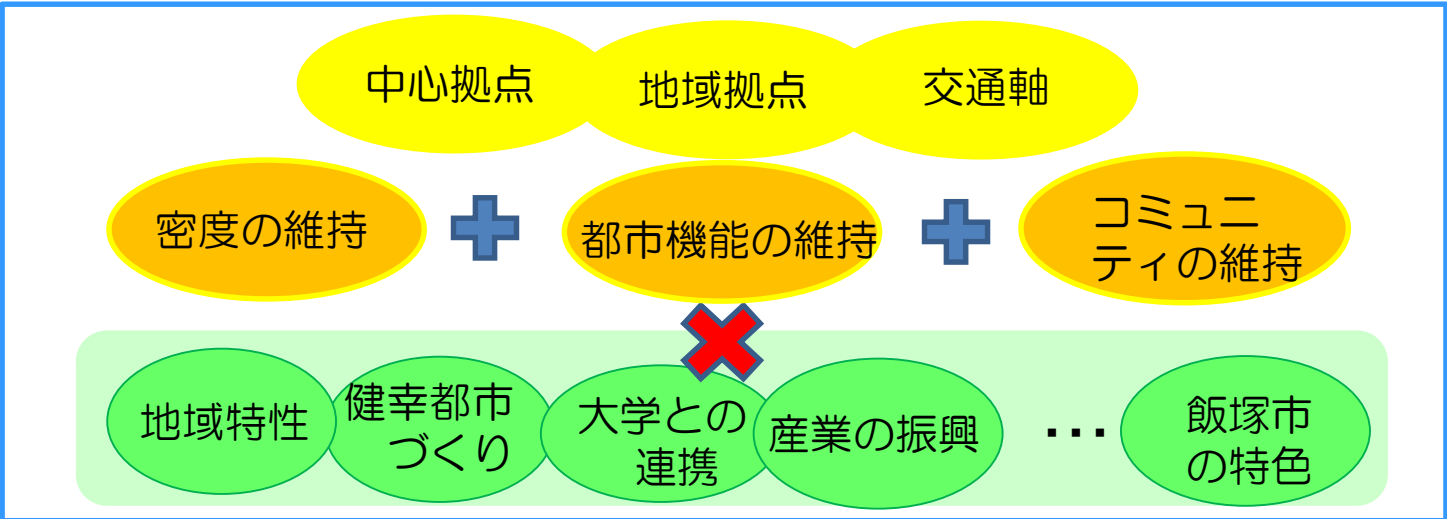 中心拠点
地域拠点
交通軸
密度の維持
都市機能の維持
コミュニ
ティの維持
地域特性
健幸都市
づくり
大学との
連携
産業の振興
…
飯塚市
の特色